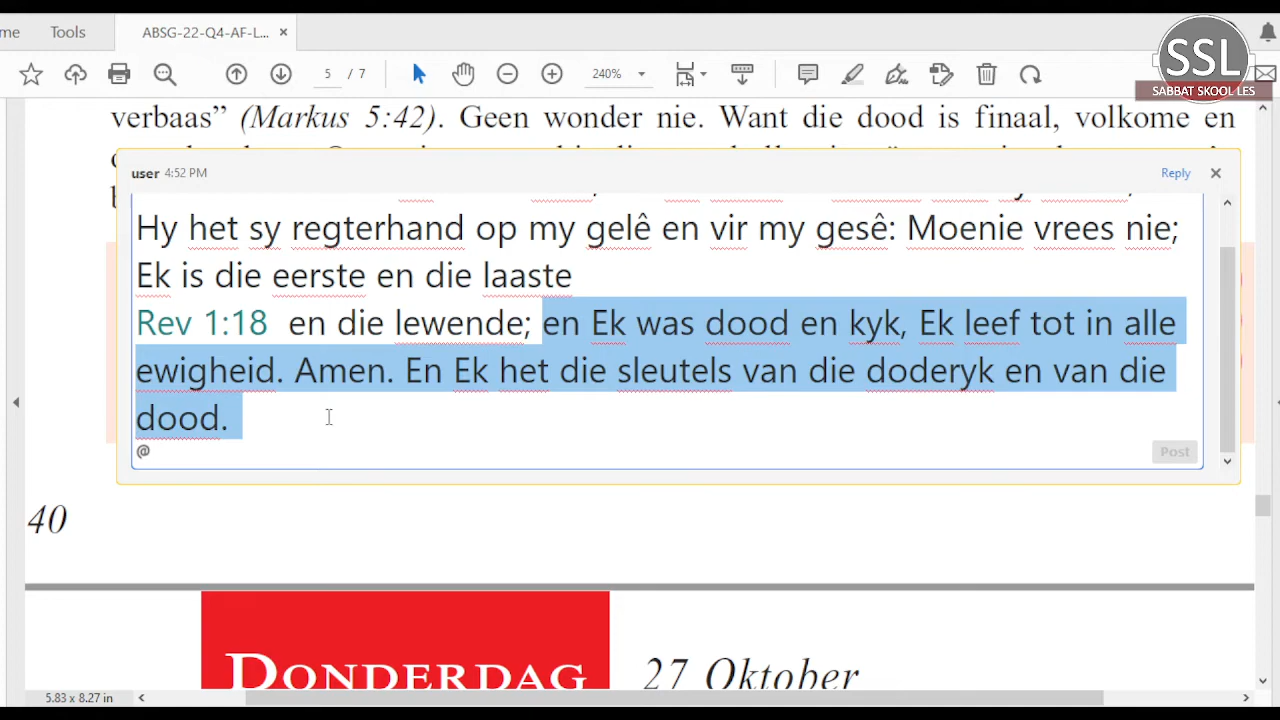 me Tools ABSG-22-Q4-AF-L... ×
SSL
SABBAT SKOOL LES
5 / 7 240%
verbaas” (Markus 5:42). Geen wonder nie. Want die dood is finaal, volkome en
user 4:52 PM Reply
Hy het sy regterhand op my gelê en vir my gesê: Moenie vrees nie;
Ek is die eerste en die laaste
Rev 1:18 en die lewende; en Ek was dood en kyk, Ek leef tot in alle
ewigheid. Amen. En Ek het die sleutels van die doderyk en van die
dood.
@ Post
40
DONDERDAG 27 Oktober
5.83 x 8.27 in